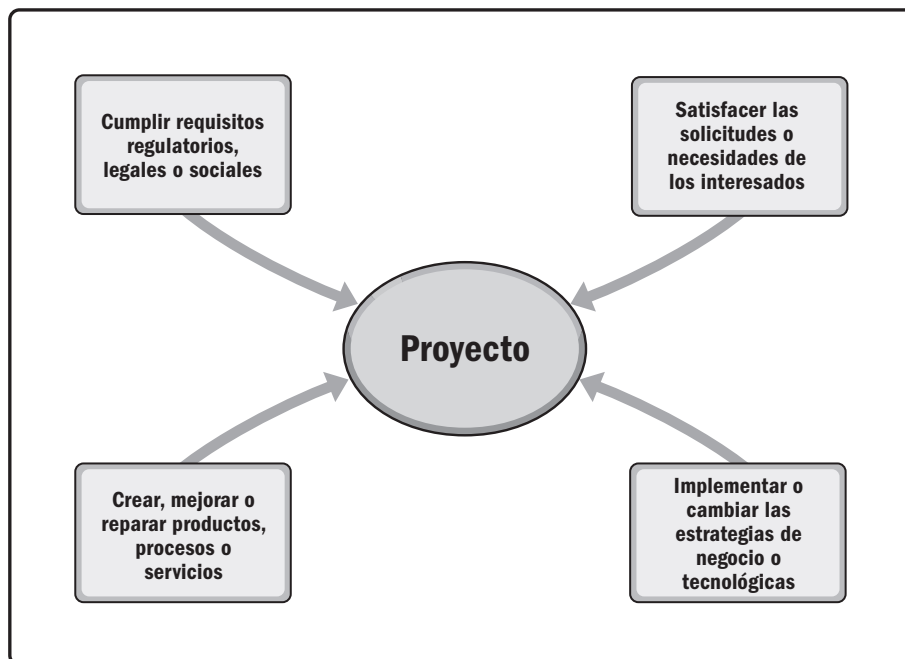 Cumplir requisitos
regulatorios,
legales o sociales
Satisfacer las
solicitudes o
necesidades de
los interesados
Proyecto
Crear, mejorar o
reparar productos,
procesos o
servicios
Implementar o
cambiar las
estrategias de
negocio o
tecnológicas